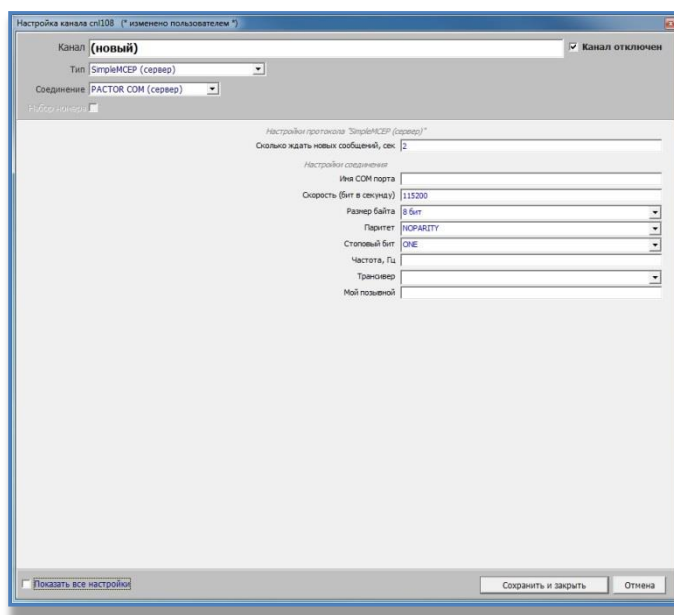 Настройка канала cnl108 (* изменено пользователем *)
Канал (новый) Канал отключен
Тип SimpleMCEP (сервер)
Соединение PACTOR COM (сервер)
Набор номера
Настройки протокола "SimpleMCEP (сервер)"
Сколько ждать новых сообщений, сек 2
Настройки соединения
Имя COM порта
Скорость (бит в секунду) 115200
Размер байта 8 бит
Паритет NOPARITY
Стоповый бит ONE
Частота, Гц
Трансивер
Мой позывной
Показать все настройки Сохранить и закрыть Отмена